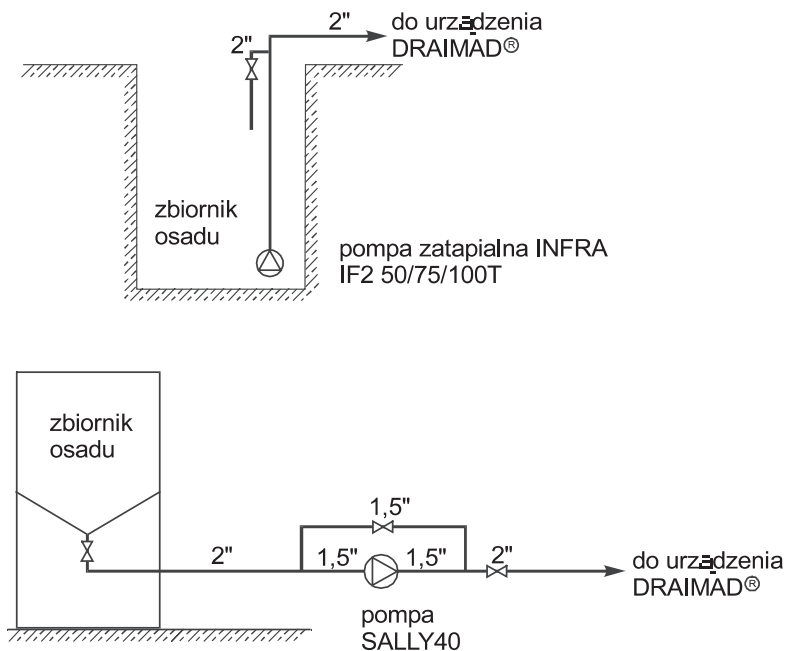 2"
do urządzenia
DRAIMAD®
2"
zbiornik
osadu
pompa zatapialna INFRA
IF2 50/75/100T
zbiornik
osadu
1,5"
2"
1,5"
1,5"
2"
do urządzenia
DRAIMAD®
pompa
SALLY40